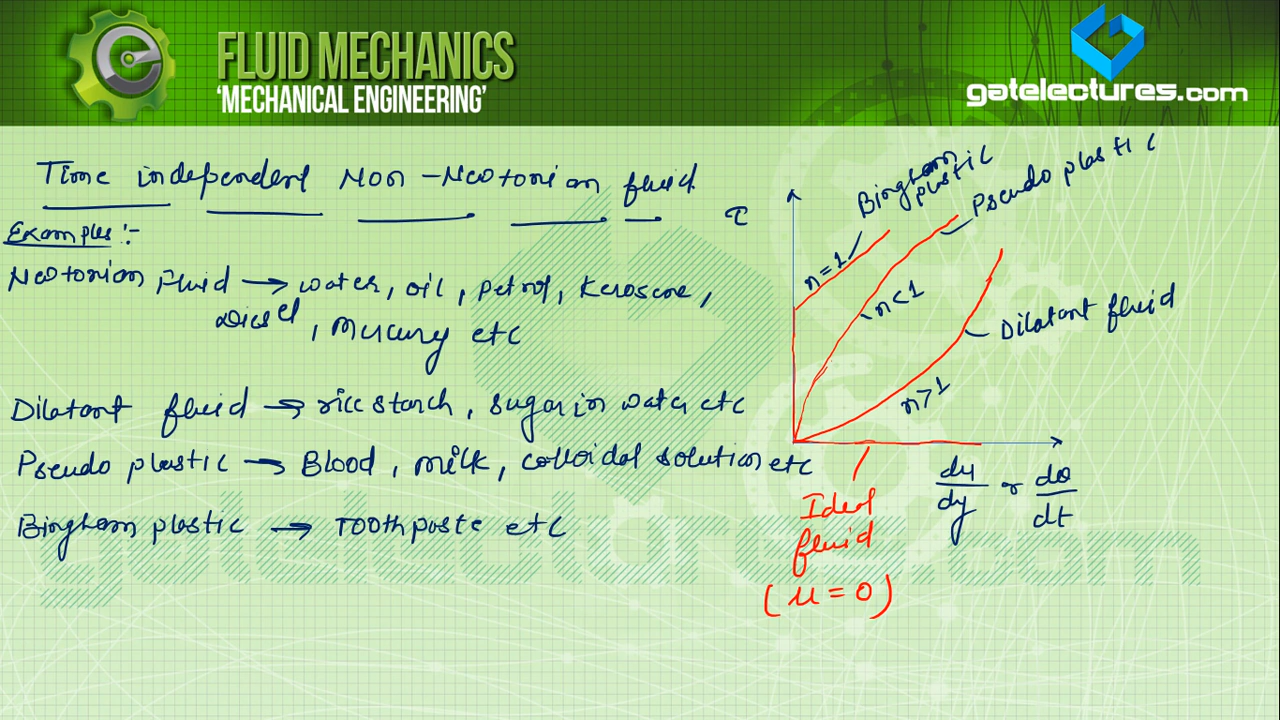 FLUID MECHANICS
'MECHANICAL ENGINEERING'
gatelectures.com
Time independent Non-Newtonian fluid
Examples:-
Newtonian Fluid → water, oil, petrol, Kerosene,
Diesel, Mercury etc
Dilatant fluid → rice starch, sugar in water etc
Pseudo plastic → Blood, milk, colloidal solution etc
Bingham plastic → Toothpaste etc
τ
Bingham plastic
Pseudo plastic
n=1
n<1
Dilatant fluid
n>1
Ideal
fluid
(μ=0)
du/dy or dθ/dt
gatelectures.com